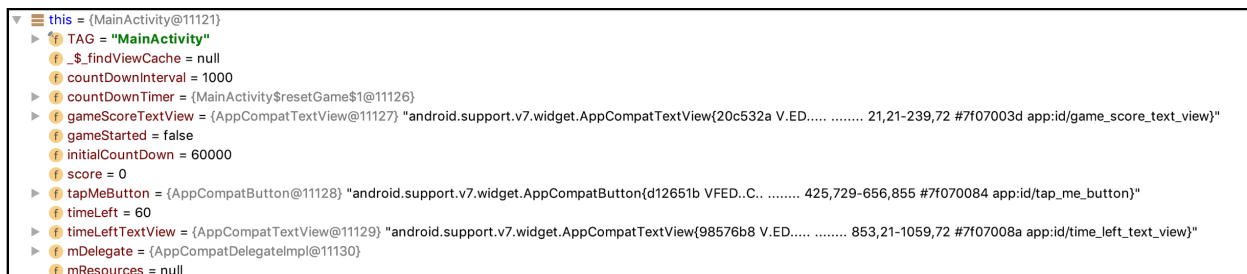 this = {MainActivity@11121}
f TAG = "MainActivity"
f _$_findViewCache = null
f countDownInterval = 1000
f countDownTimer = {MainActivity$resetGame$1@11126}
f gameScoreTextView = {AppCompatTextView@11127} "android.support.v7.widget.AppCompatTextView{20c532a V.ED..... ........ 21,21-239,72 #7f07003d app:id/game_score_text_view}"
f gameStarted = false
f initialCountDown = 60000
f score = 0
f tapMeButton = {AppCompatButton@11128} "android.support.v7.widget.AppCompatButton{d12651b VFED..C.. ........ 425,729-656,855 #7f070084 app:id/tap_me_button}"
f timeLeft = 60
f timeLeftTextView = {AppCompatTextView@11129} "android.support.v7.widget.AppCompatTextView{98576b8 V.ED..... ........ 853,21-1059,72 #7f07008a app:id/time_left_text_view}"
f mDelegate = {AppCompatDelegateImpl@11130}
f mResources = null